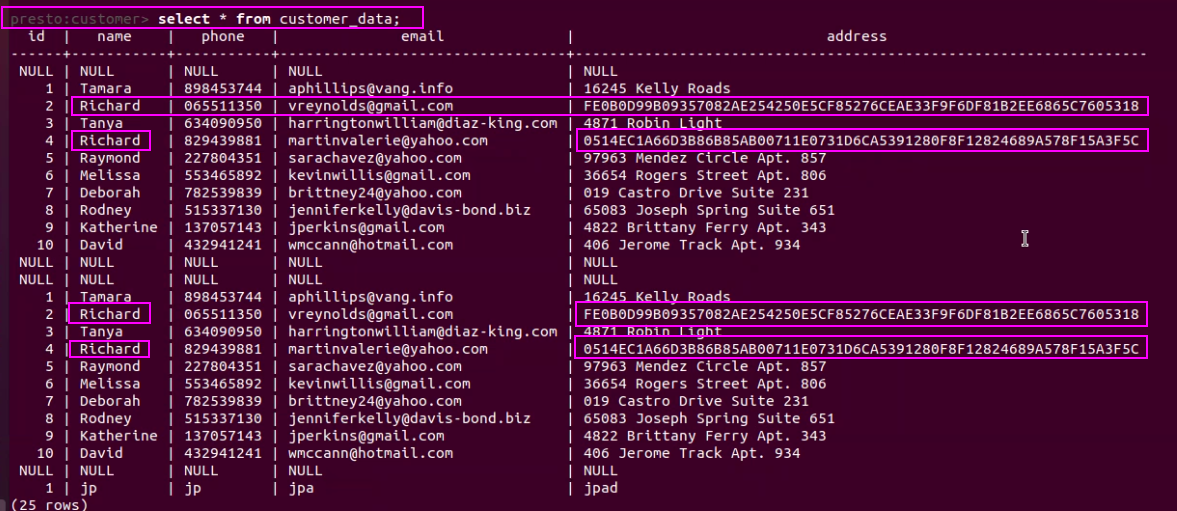 presto:customer> select * from customer_data;
id | name | phone | email | address
------+-----------+-----------+----------------------------------+------------------------------------------------------------------
NULL | NULL | NULL | NULL | NULL
1 | Tamara | 898453744 | aphillips@vang.info | 16245 Kelly Roads
2 | Richard | 065511350 | vreynolds@gmail.com | FE0B0D99B09357082AE254250E5CF85276CEAE33F9F6DF81B2EE6865C7605318
3 | Tanya | 634090950 | harringtonwilliam@diaz-king.com | 4871 Robin Light
4 | Richard | 829439881 | martinvalerie@yahoo.com | 0514EC1A66D3B86B85AB00711E0731D6CA5391280F8F12824689A578F15A3F5C
5 | Raymond | 227804351 | sarachavez@yahoo.com | 97963 Mendez Circle Apt. 857
6 | Melissa | 553465892 | kevinwillis@gmail.com | 36654 Rogers Street Apt. 806
7 | Deborah | 782539839 | brittney24@yahoo.com | 019 Castro Drive Suite 231
8 | Rodney | 515337130 | jenniferkelly@davis-bond.biz | 65083 Joseph Spring Suite 651
9 | Katherine | 137057143 | jperkins@gmail.com | 4822 Brittany Ferry Apt. 343
10 | David | 432941241 | wmccann@hotmail.com | 406 Jerome Track Apt. 934
NULL | NULL | NULL | NULL | NULL
NULL | NULL | NULL | NULL | NULL
1 | Tamara | 898453744 | aphillips@vang.info | 16245 Kelly Roads
2 | Richard | 065511350 | vreynolds@gmail.com | FE0B0D99B09357082AE254250E5CF85276CEAE33F9F6DF81B2EE6865C7605318
3 | Tanya | 634090950 | harringtonwilliam@diaz-king.com | 4871 Robin Light
4 | Richard | 829439881 | martinvalerie@yahoo.com | 0514EC1A66D3B86B85AB00711E0731D6CA5391280F8F12824689A578F15A3F5C
5 | Raymond | 227804351 | sarachavez@yahoo.com | 97963 Mendez Circle Apt. 857
6 | Melissa | 553465892 | kevinwillis@gmail.com | 36654 Rogers Street Apt. 806
7 | Deborah | 782539839 | brittney24@yahoo.com | 019 Castro Drive Suite 231
8 | Rodney | 515337130 | jenniferkelly@davis-bond.biz | 65083 Joseph Spring Suite 651
9 | Katherine | 137057143 | jperkins@gmail.com | 4822 Brittany Ferry Apt. 343
10 | David | 432941241 | wmccann@hotmail.com | 406 Jerome Track Apt. 934
NULL | NULL | NULL | NULL | NULL
1 | jp | jp | jpa | jpad
(25 rows)